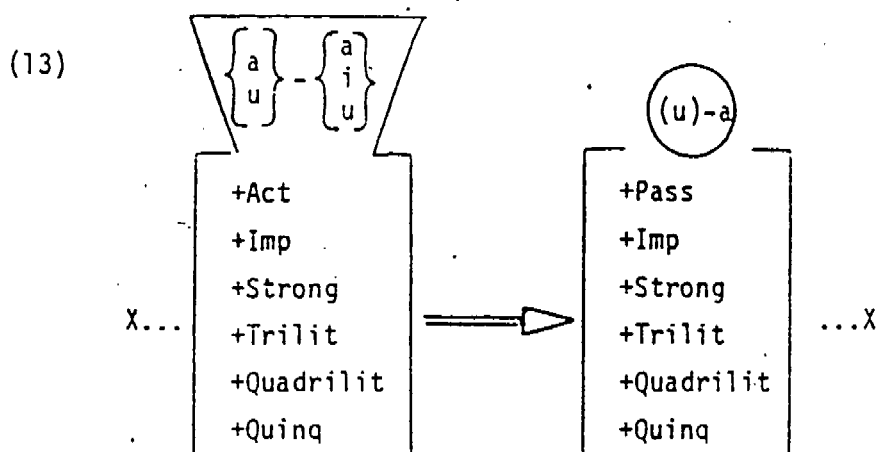 (13)
{a u} - {a i u}
(u)-a
+Act +Pass
+Imp +Imp
+Strong +Strong
X... +Trilit +Trilit ...X
+Quadrilit +Quadrilit
+Quinq +Quinq